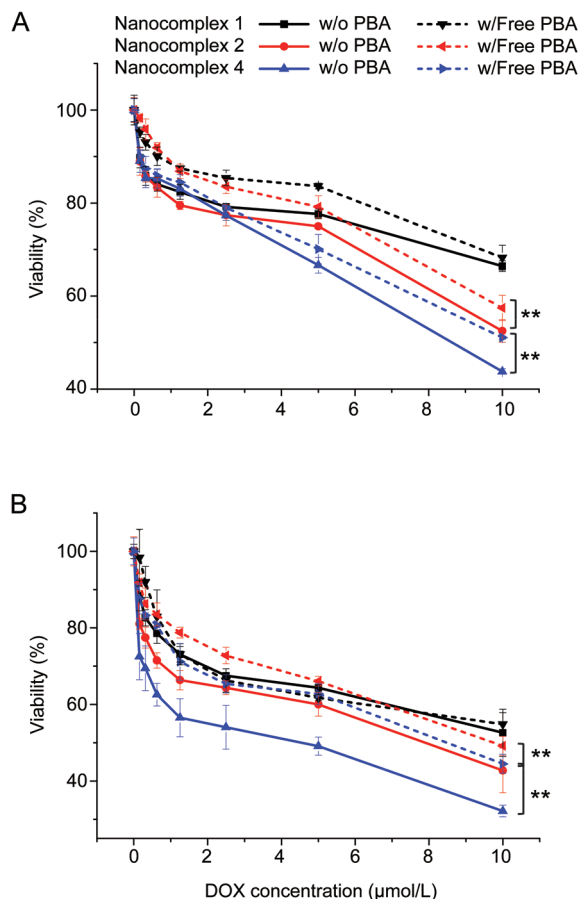 A
Nanocomplex 1 w/o PBA w/Free PBA
Nanocomplex 2 w/o PBA w/Free PBA
Nanocomplex 4 w/o PBA w/Free PBA
100
80
60
40
Viability (%)
**
**
0 2 4 6 8 10
B
100
80
60
40
Viability (%)
**
**
0 2 4 6 8 10
DOX concentration (μmol/L)